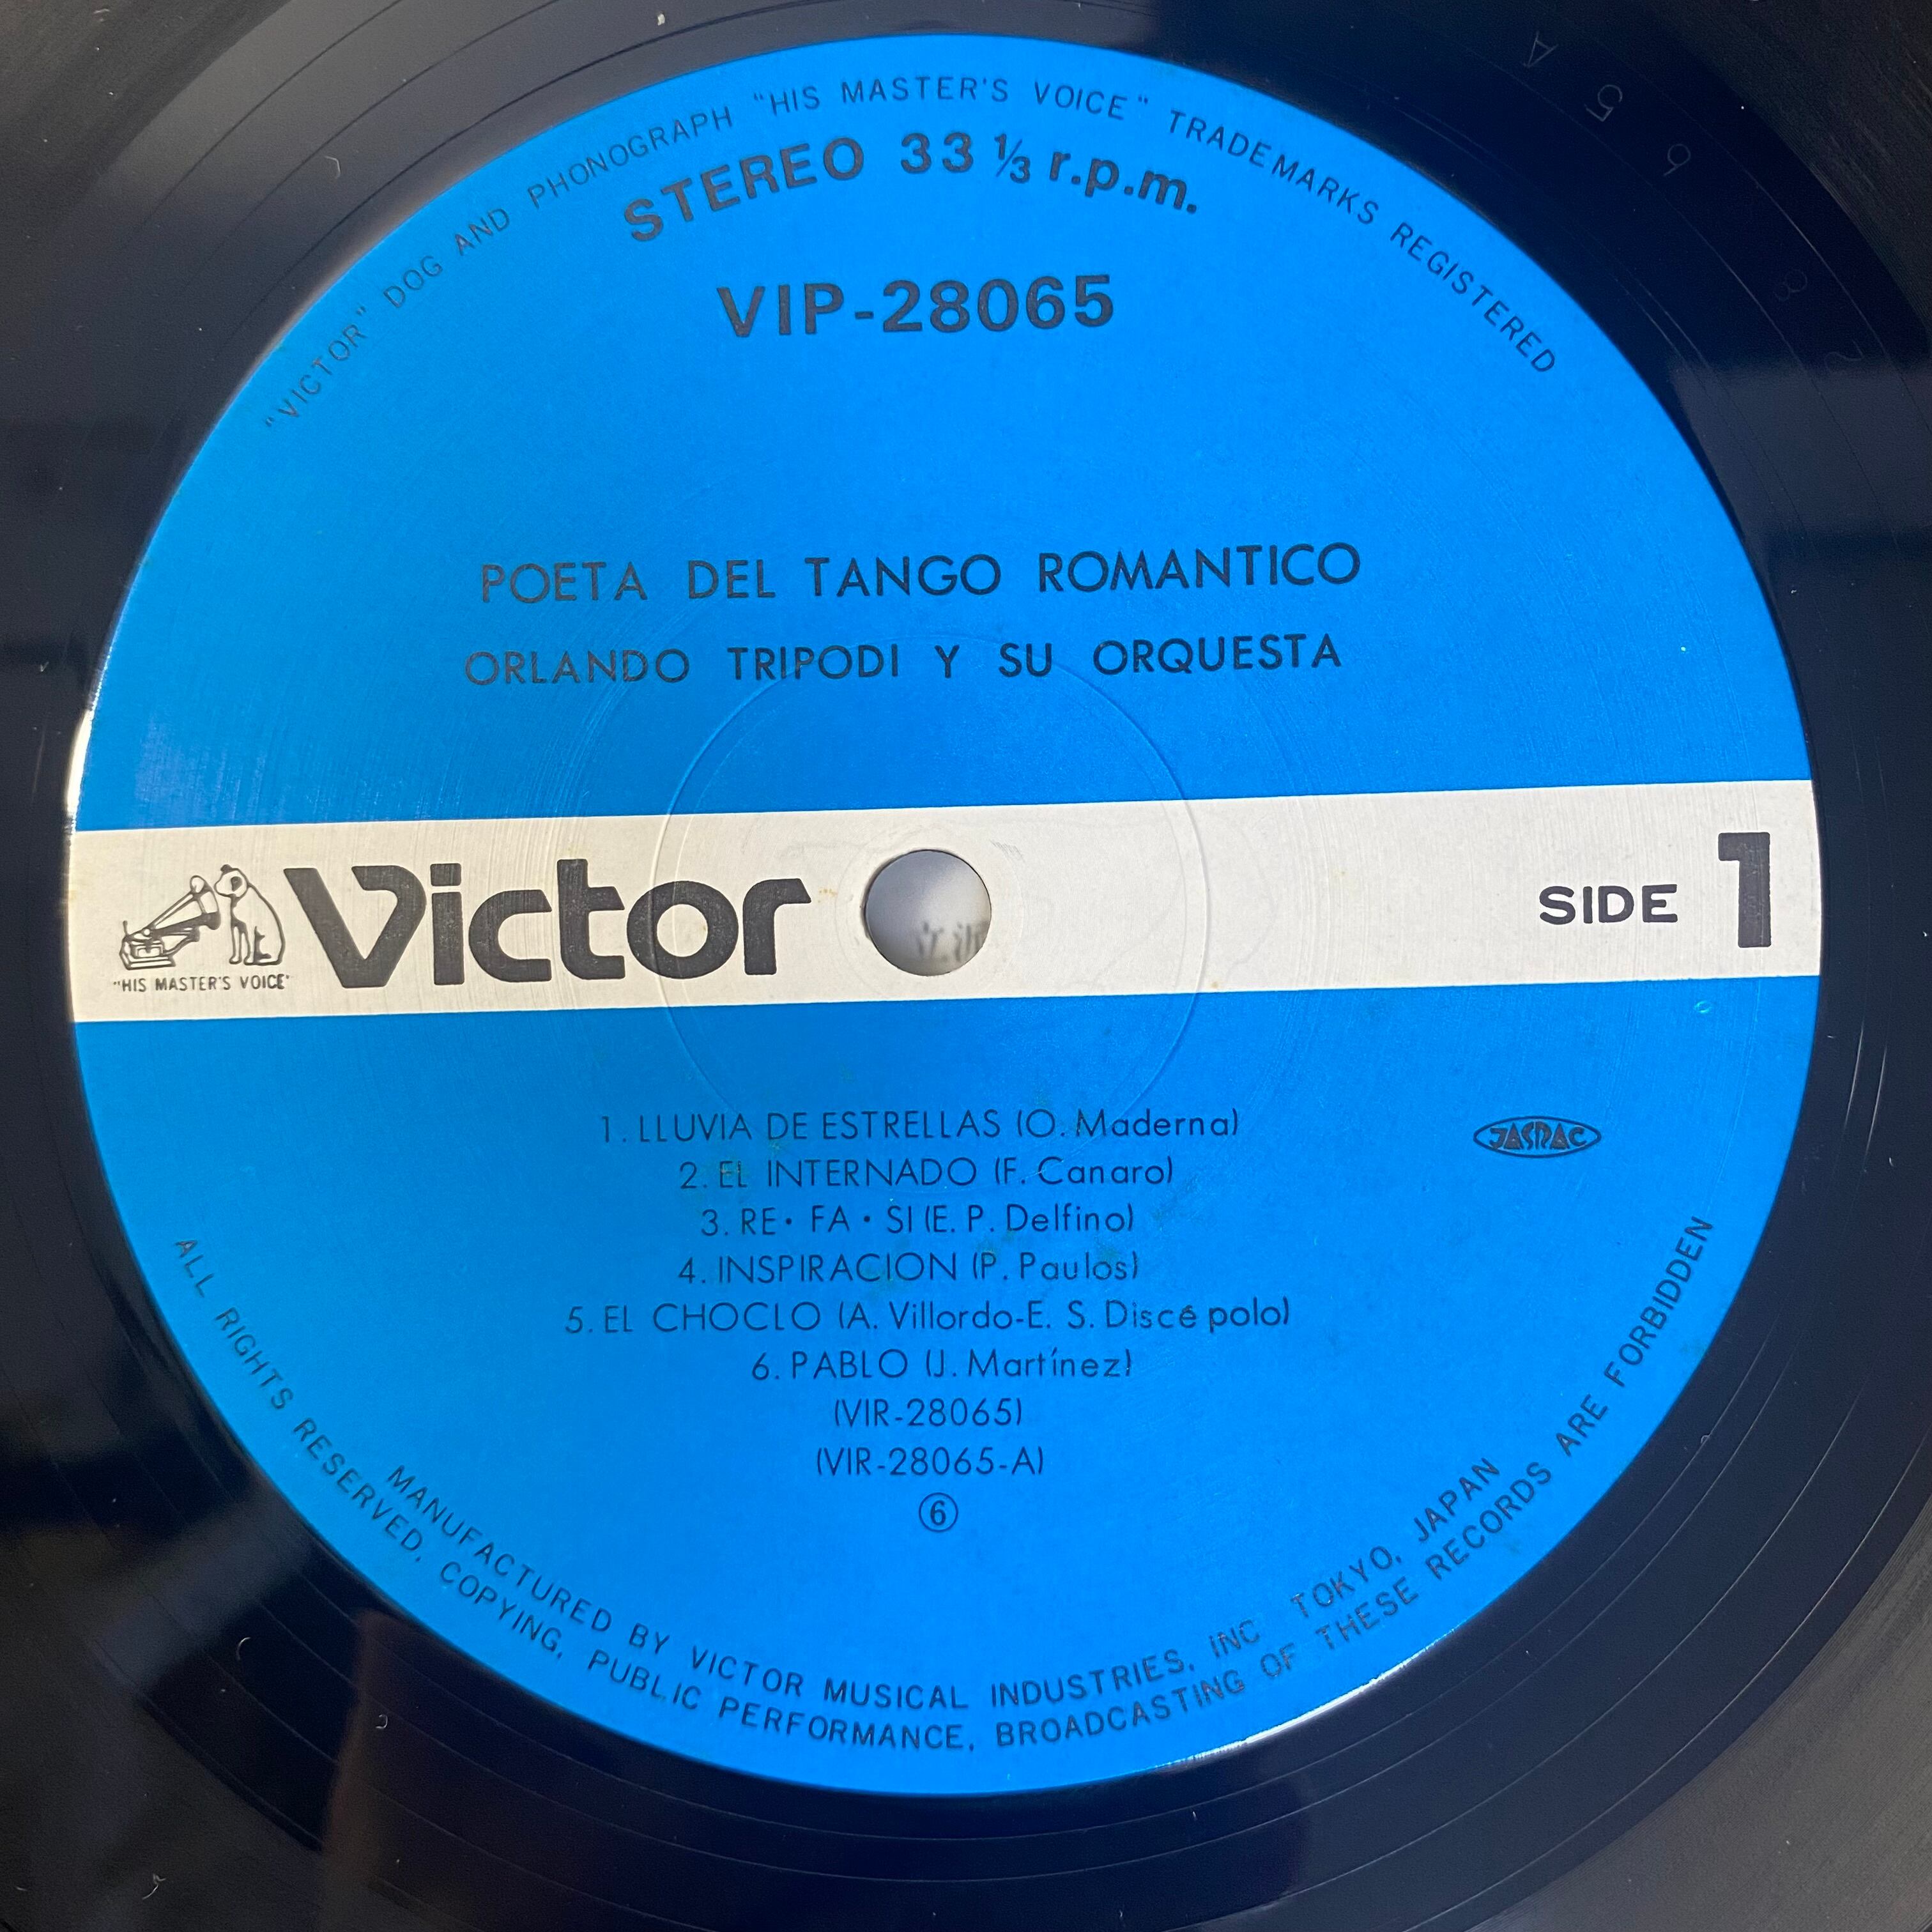 "VICTOR" DOG AND PHONOGRAPH "HIS MASTER'S VOICE" TRADEMARKS REGISTERED
STEREO 33 ⅓ r.p.m.
VIP-28065
POETA DEL TANGO ROMANTICO
ORLANDO TRIPODI Y SU ORQUESTA
Victor
"HIS MASTER'S VOICE"
SIDE 1
1. LLUVIA DE ESTRELLAS (O. Maderna)
JASRAC
2. EL INTERNADO (F. Canaro)
3. RE・FA・SI (E. P. Delfino)
4. INSPIRACION (P. Paulos)
5. EL CHOCLO (A. Villordo-E. S. Discépolo)
6. PABLO (J. Martínez)
(VIR-28065)
(VIR-28065-A)
⑥
MANUFACTURED BY VICTOR MUSICAL INDUSTRIES, INC TOKYO, JAPAN
ALL RIGHTS RESERVED, COPYING, PUBLIC PERFORMANCE, BROADCASTING OF THESE RECORDS ARE FORBIDDEN